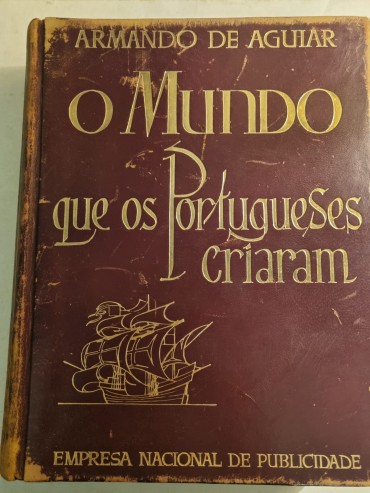 ARMANDO DE AGUIAR
O MUNDO
que os PortugueSes
criaram
EMPRESA NACIONAL DE PUBLICIDADE